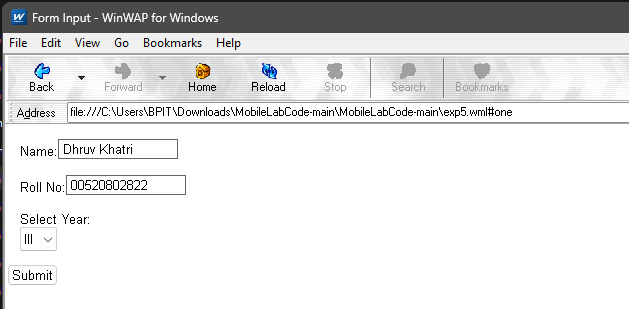 Form Input - WinWAP for Windows
File Edit View Go Bookmarks Help
Back Forward Home Reload Stop Search Bookmarks
Address file:///C:\Users\BPIT\Downloads\MobileLabCode-main\MobileLabCode-main\exp5.wml#one
Name: Dhruv Khatri
Roll No: 00520802822
Select Year:
III
Submit